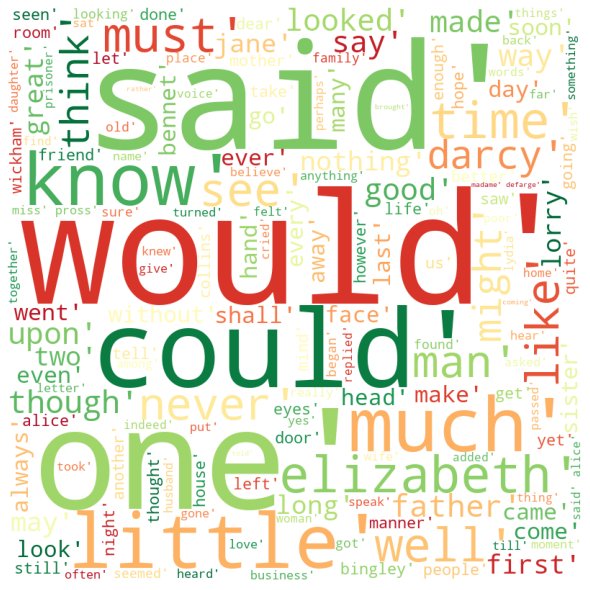 seen' looking' done' dear' looked' made' soon' things'
room' sat' must' jane' let' place' family' say' way' back'
said'
daughter' prisoner' great' think' rather' mother' many' enough' words' far' something'
bennet' voice' take' perhaps' hope' day'
old' go' brought' time' wish'
wickham' find' friend' name' ever' believe' nothing' darcy' going'
know' see' anything' good' better' madame' defarge'
miss' pross' sure' turned' felt' life' saw' lorry'
would'
together' knew' give' collins' hand' every' cried' away' however' last' us' might' lydia' home' quite'
went' without' shall' face' coming' hear' like'
upon' could' man'
two' tell' wrong' mind' began' replied' found' asked'
even' letter' never' head' make' get' passed' sister'
though' really' eyes' much'
alice' indeed' put' door' yes' added' yet'
one'
always' took' another' thought' husband' house' left' wife' elizabeth' said' alice'
may' night' gone' long' speak' father' came' thing'
look' little' woman' manner' well' come'
still' love' got' people' till' moment'
often' seemed' heard' business' bingley' first'